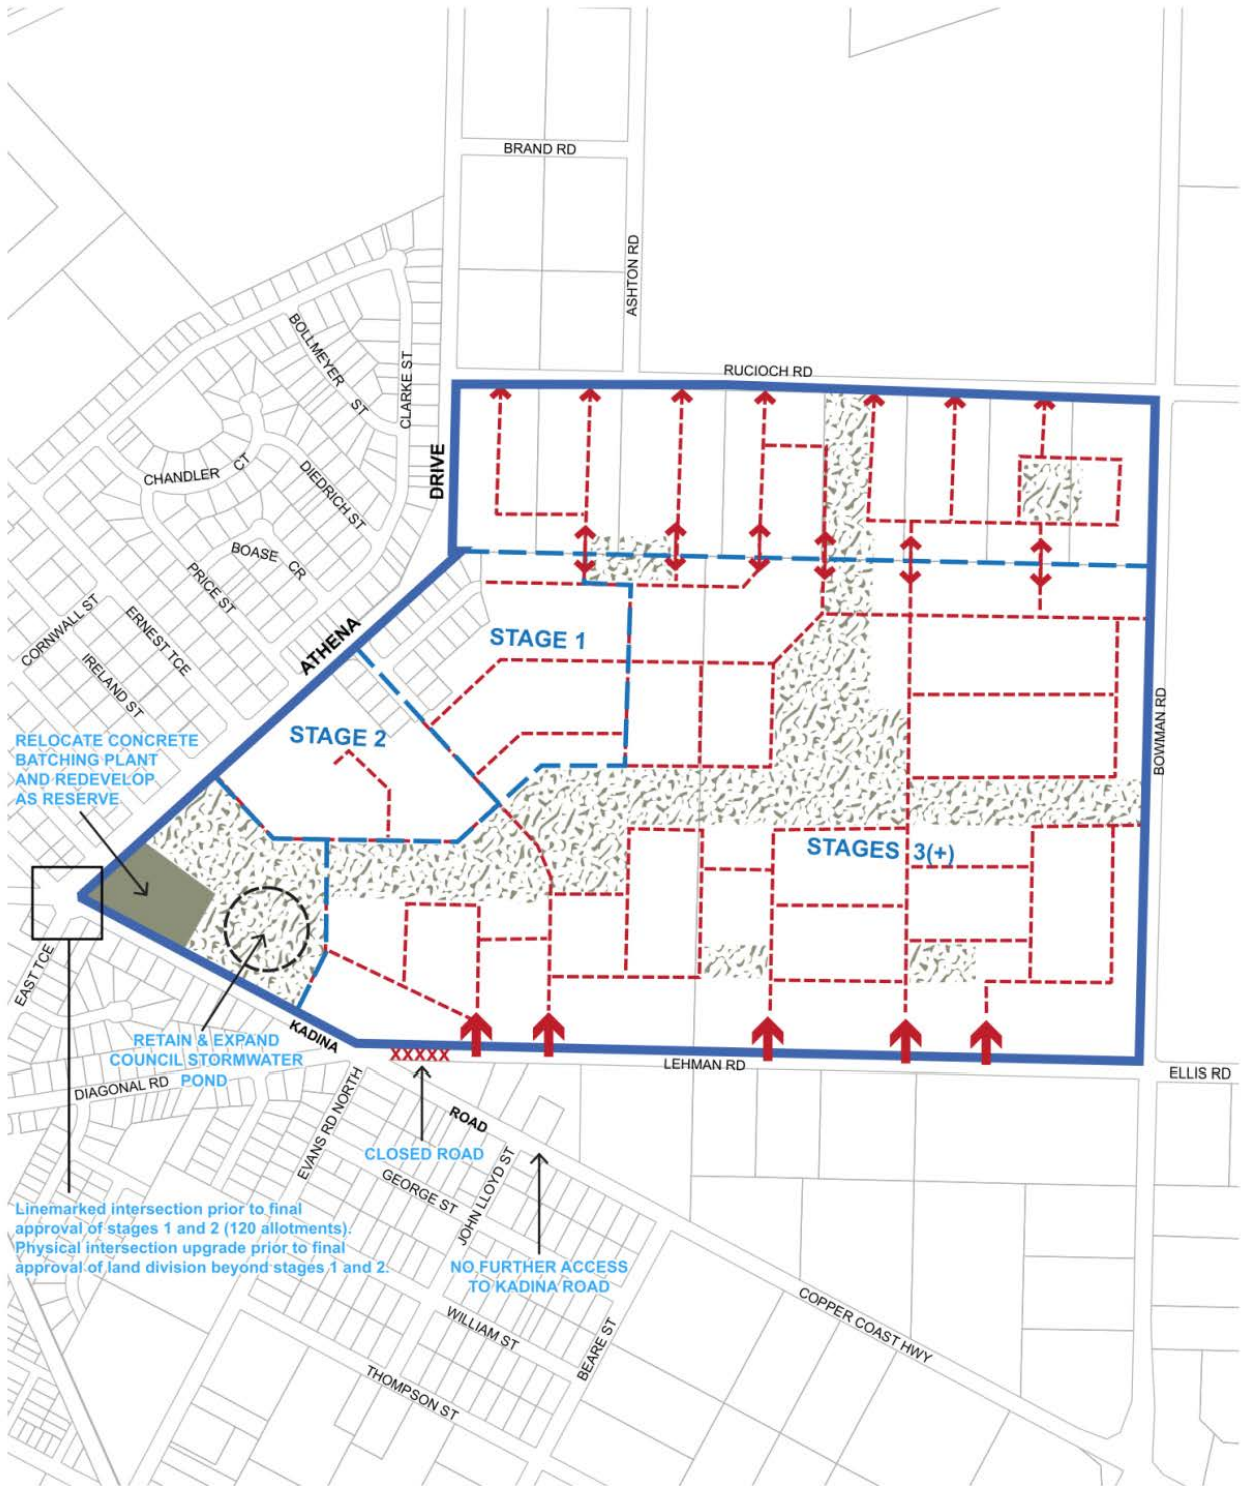 BRAND RD
ASHTON RD
BOLLMEYER ST
CLARKE ST
RUCIOCH RD
CHANDLER CT
DRIVE
DIEDRICH ST
BOASE CR
PRICE ST
CORNWALL ST
ERNEST TCE
IRELAND ST
ATHENA
STAGE 1
STAGE 2
BOWMAN RD
RELOCATE CONCRETE
BATCHING PLANT
AND REDEVELOP
AS RESERVE
STAGES 3(+)
EAST TCE
KADINA
RETAIN & EXPAND
COUNCIL STORMWATER
POND
XXXXX
LEHMAN RD
ELLIS RD
DIAGONAL RD
EVANS RD NORTH
ROAD
CLOSED ROAD
GEORGE ST
JOHN LLOYD ST
Linemarked intersection prior to final
approval of stages 1 and 2 (120 allotments).
Physical intersection upgrade prior to final
approval of land division beyond stages 1 and 2.
NO FURTHER ACCESS
TO KADINA ROAD
COPPER COAST HWY
WILLIAM ST
BEARE ST
THOMPSON ST